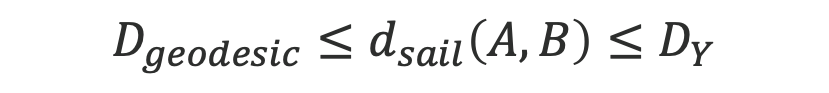 D_geodesic ≤ d_sail(A, B) ≤ D_Y